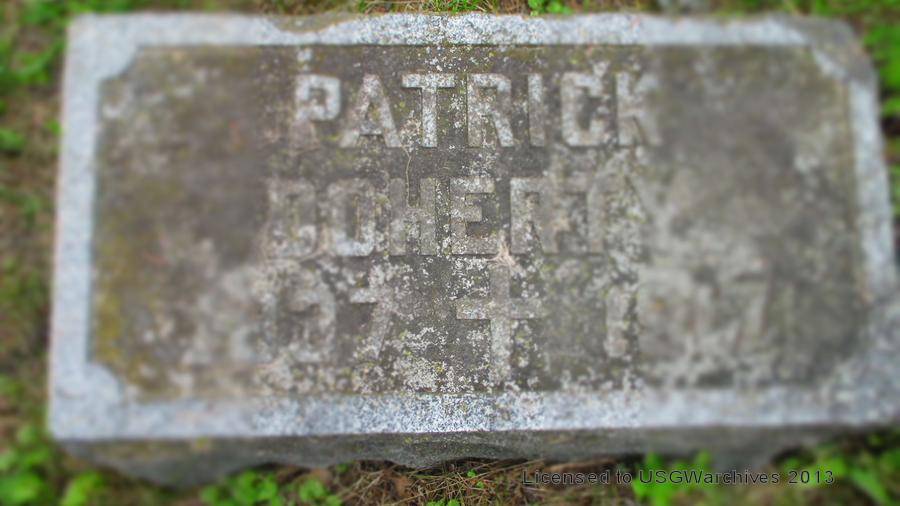 PATRICK
DOHERTY
Licensed to USGWarchives 2013